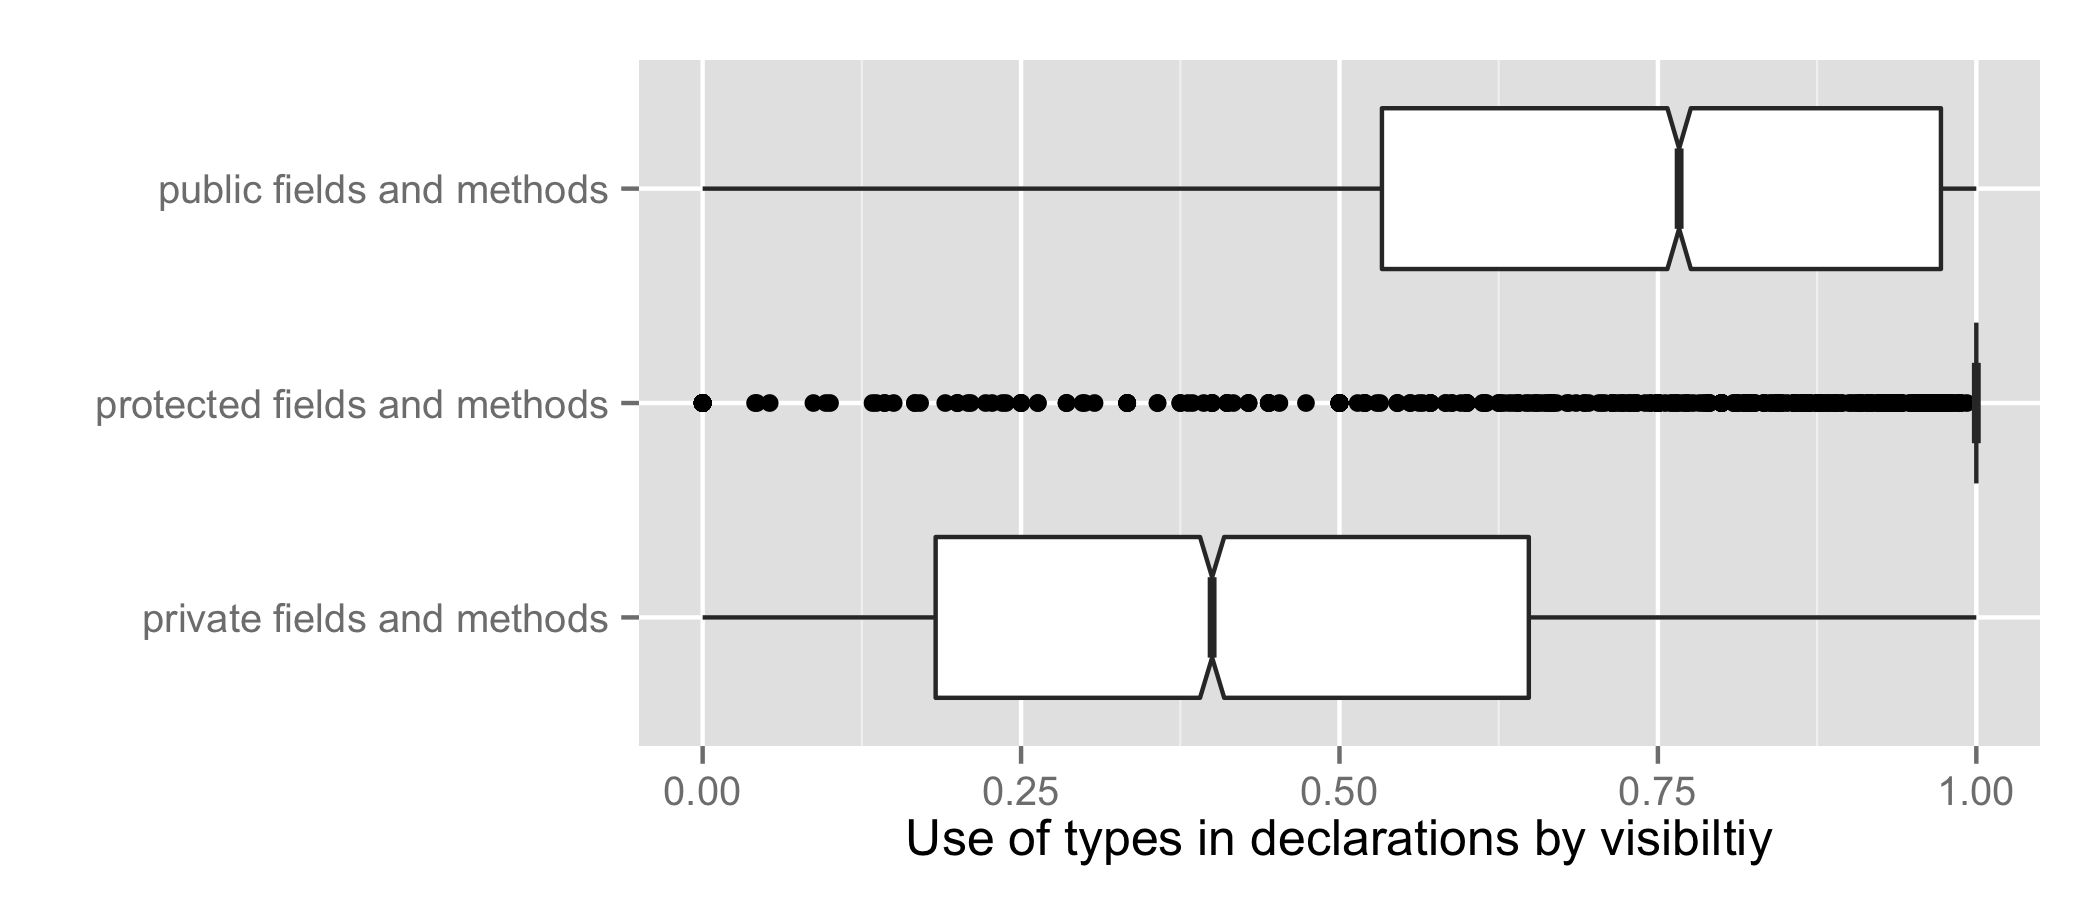 public fields and methods
protected fields and methods
private fields and methods
0.00 0.25 0.50 0.75 1.00
Use of types in declarations by visibiltiy